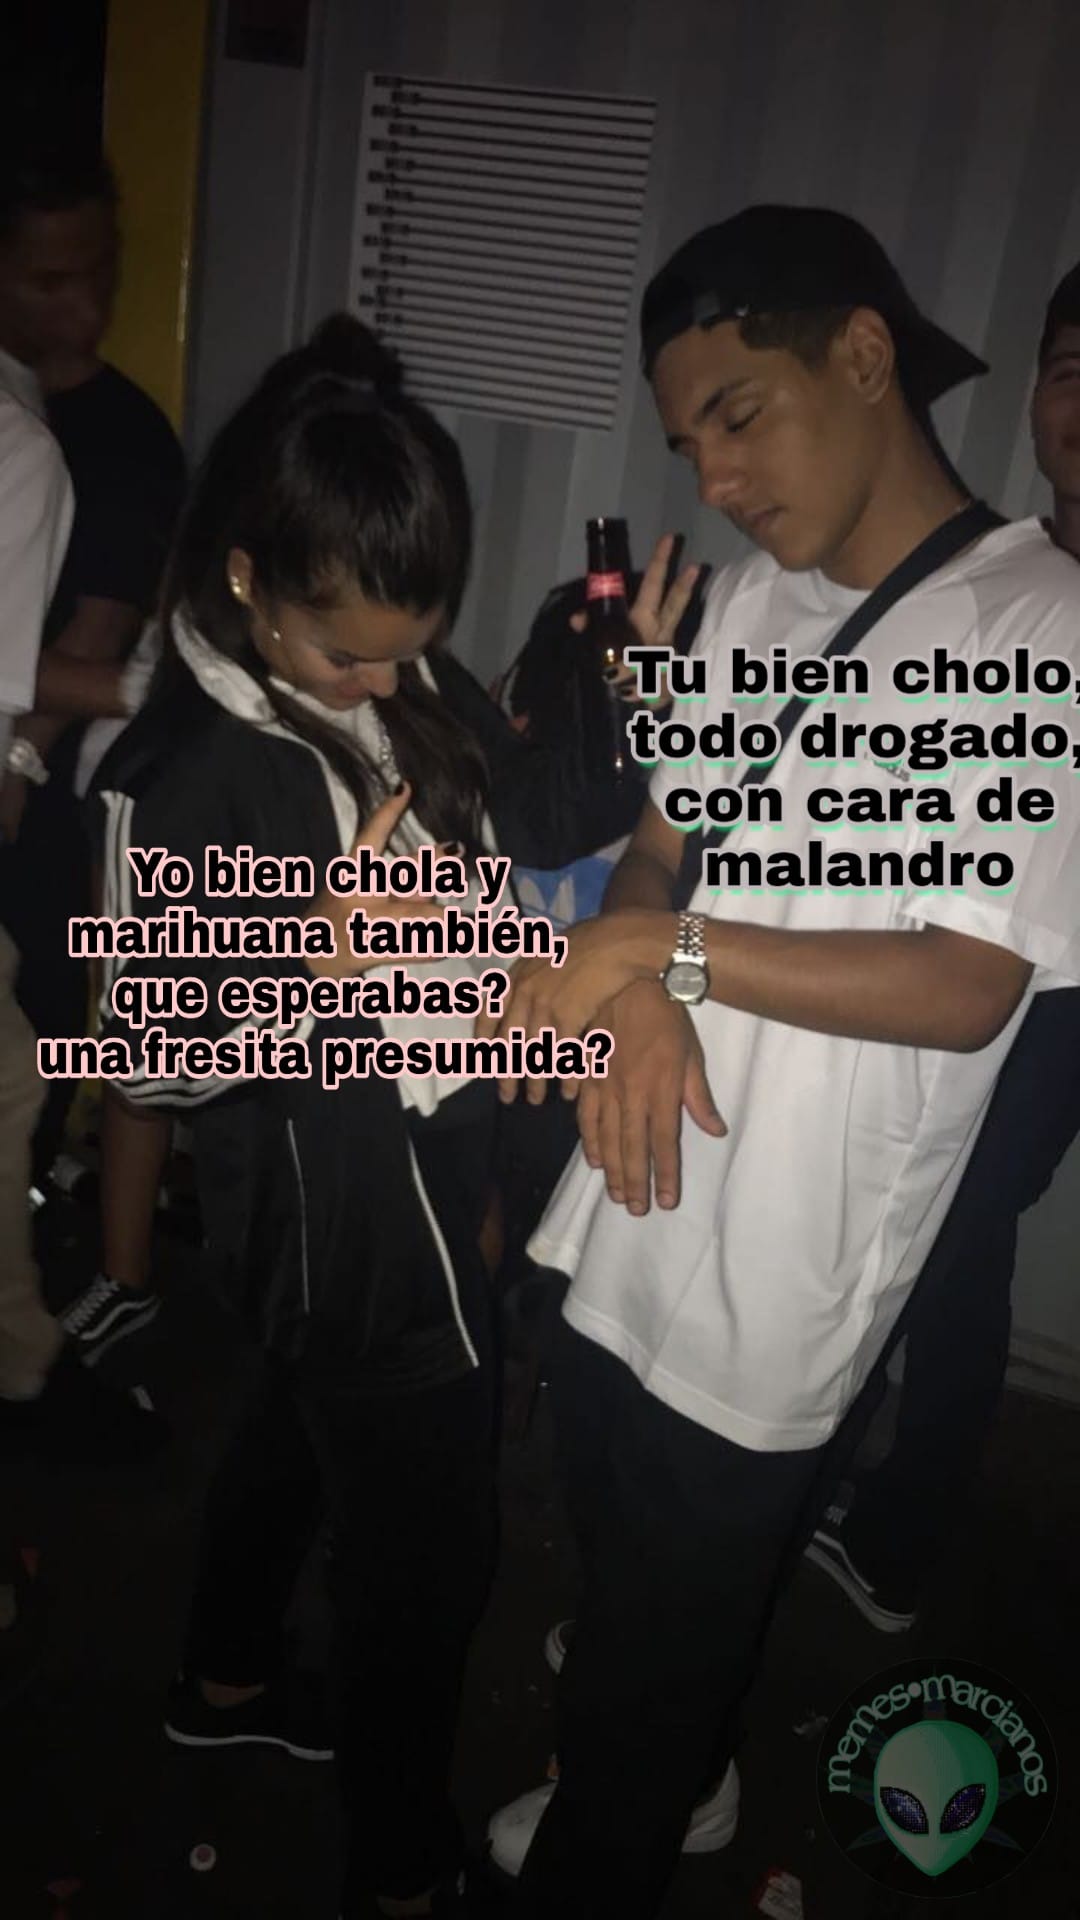 Tu bien cholo,
todo drogado,
con cara de
malandro
Yo bien chola y
marihuana también,
que esperabas?
una fresita presumida?
memes•marcianos